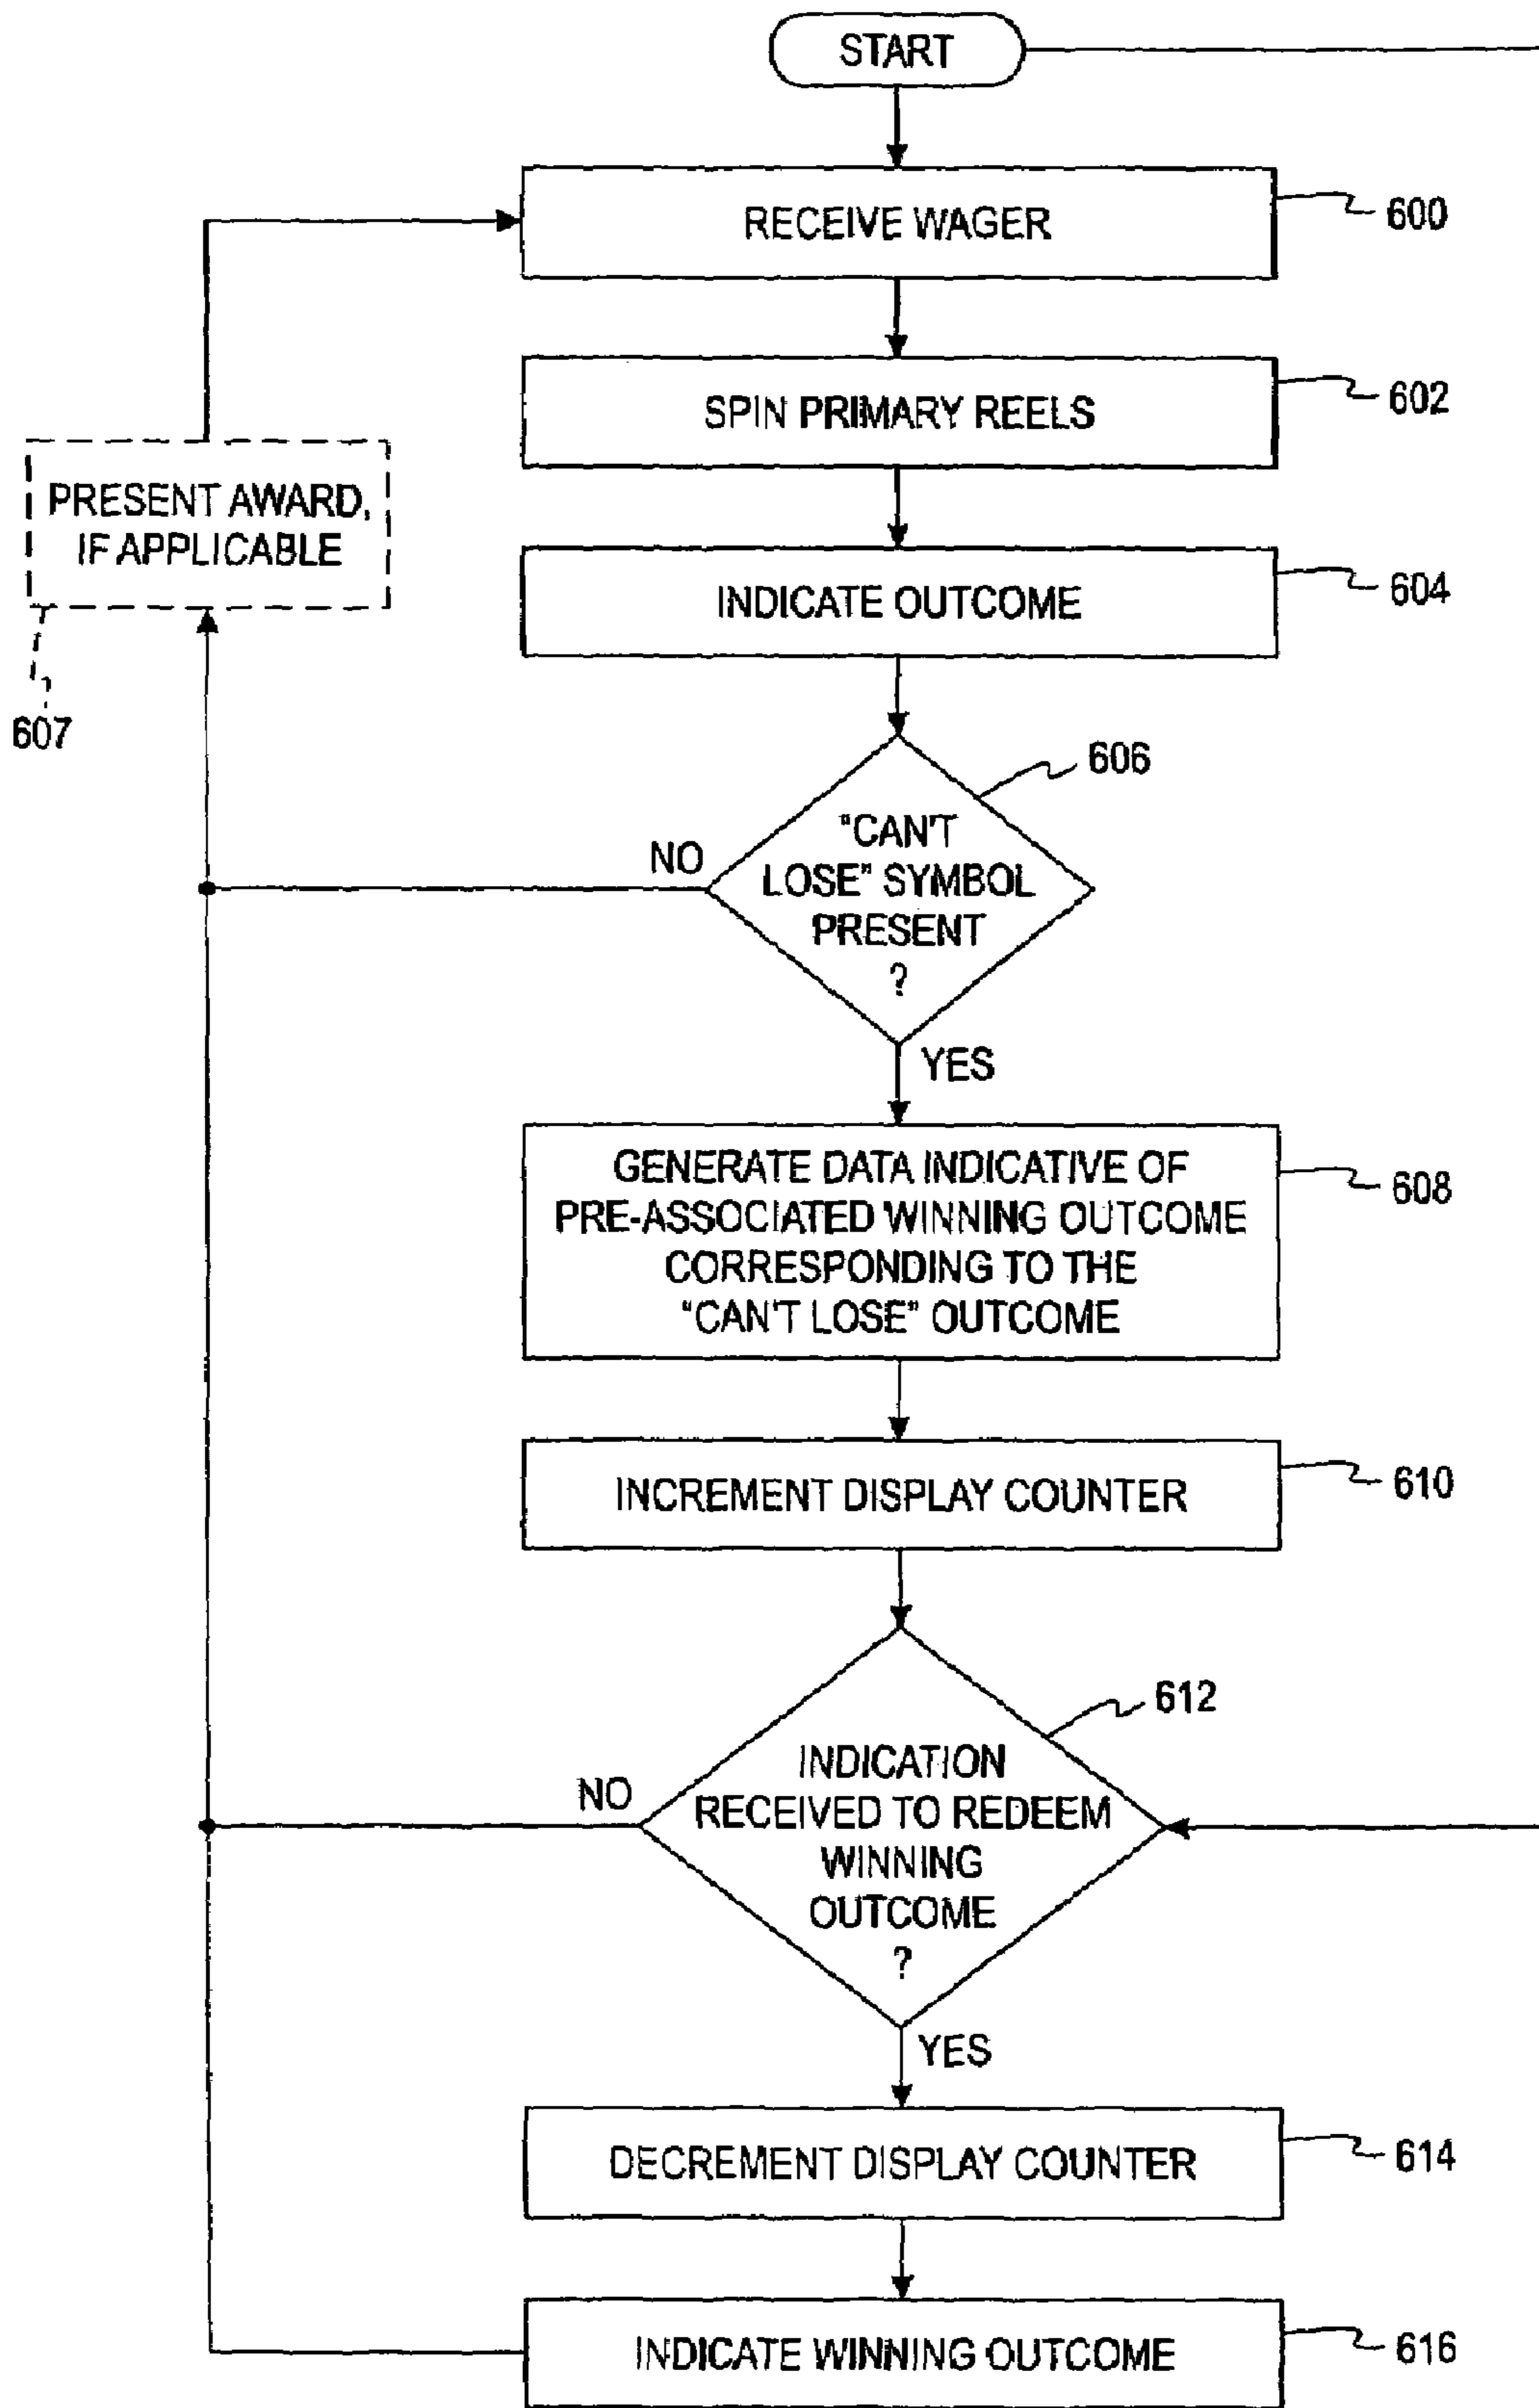 START
RECEIVE WAGER
600
SPIN PRIMARY REELS
602
PRESENT AWARD,
IF APPLICABLE
607
INDICATE OUTCOME
604
606
"CAN'T
LOSE" SYMBOL
PRESENT
?
NO
YES
GENERATE DATA INDICATIVE OF
PRE-ASSOCIATED WINNING OUTCOME
CORRESPONDING TO THE
"CAN'T LOSE" OUTCOME
608
INCREMENT DISPLAY COUNTER
610
612
INDICATION
RECEIVED TO REDEEM
WINNING
OUTCOME
?
NO
YES
DECREMENT DISPLAY COUNTER
614
INDICATE WINNING OUTCOME
616